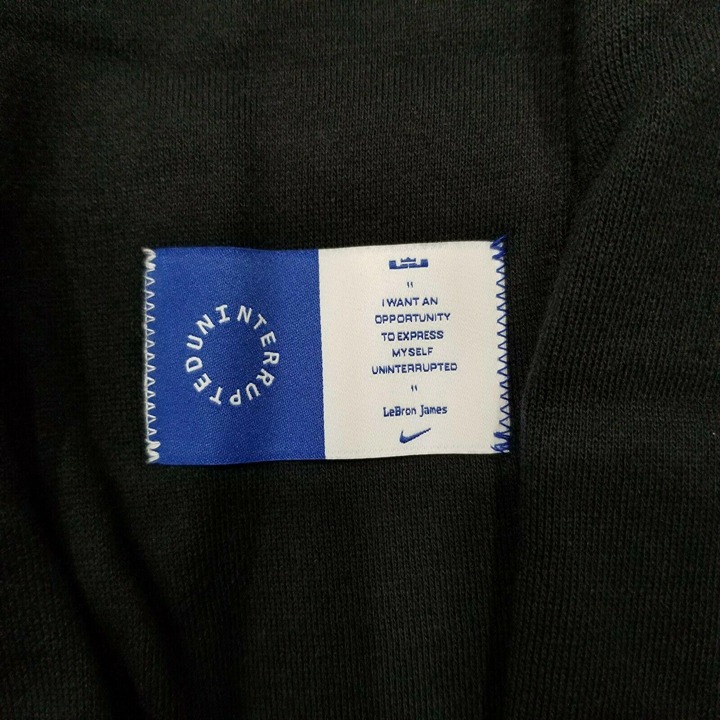 UNINTERRUPTED
"
I WANT AN
OPPORTUNITY
TO EXPRESS
MYSELF
UNINTERRUPTED
"
LeBron James